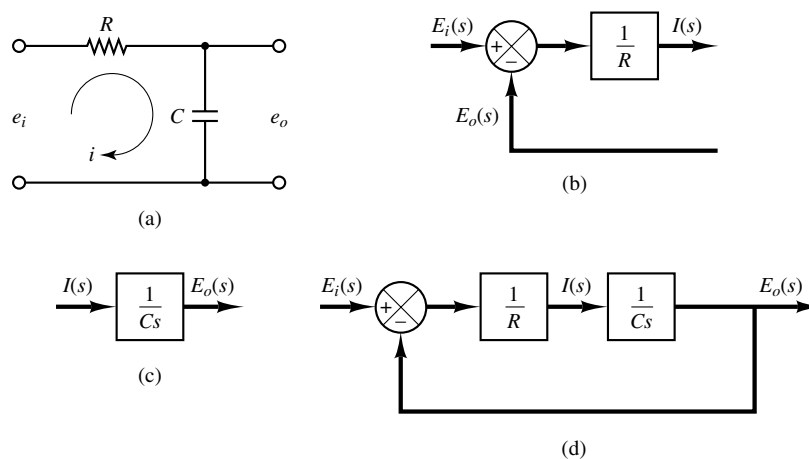 R
e_i
C
e_o
i
(a)
E_i(s)
+
−
1/R
I(s)
E_o(s)
(b)
I(s)
1/Cs
E_o(s)
(c)
E_i(s)
+
−
1/R
I(s)
1/Cs
E_o(s)
(d)